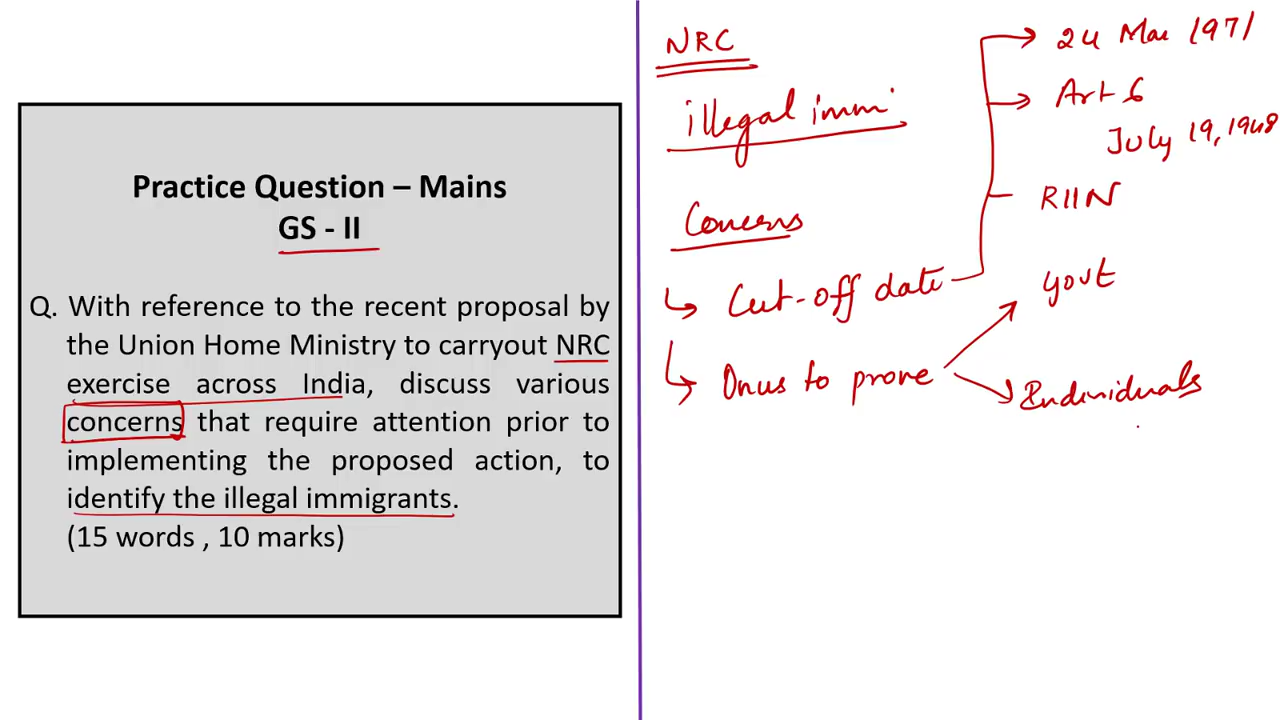 Practice Question – Mains
GS - II
Q. With reference to the recent proposal by
the Union Home Ministry to carryout NRC
exercise across India, discuss various
concerns that require attention prior to
implementing the proposed action, to
identify the illegal immigrants.
(15 words , 10 marks)
NRC
illegal immi
Concerns
Cut-off date
24 Mar 1971
Art 6
July 19, 1948
RIIN
Onus to prove
govt
Individuals